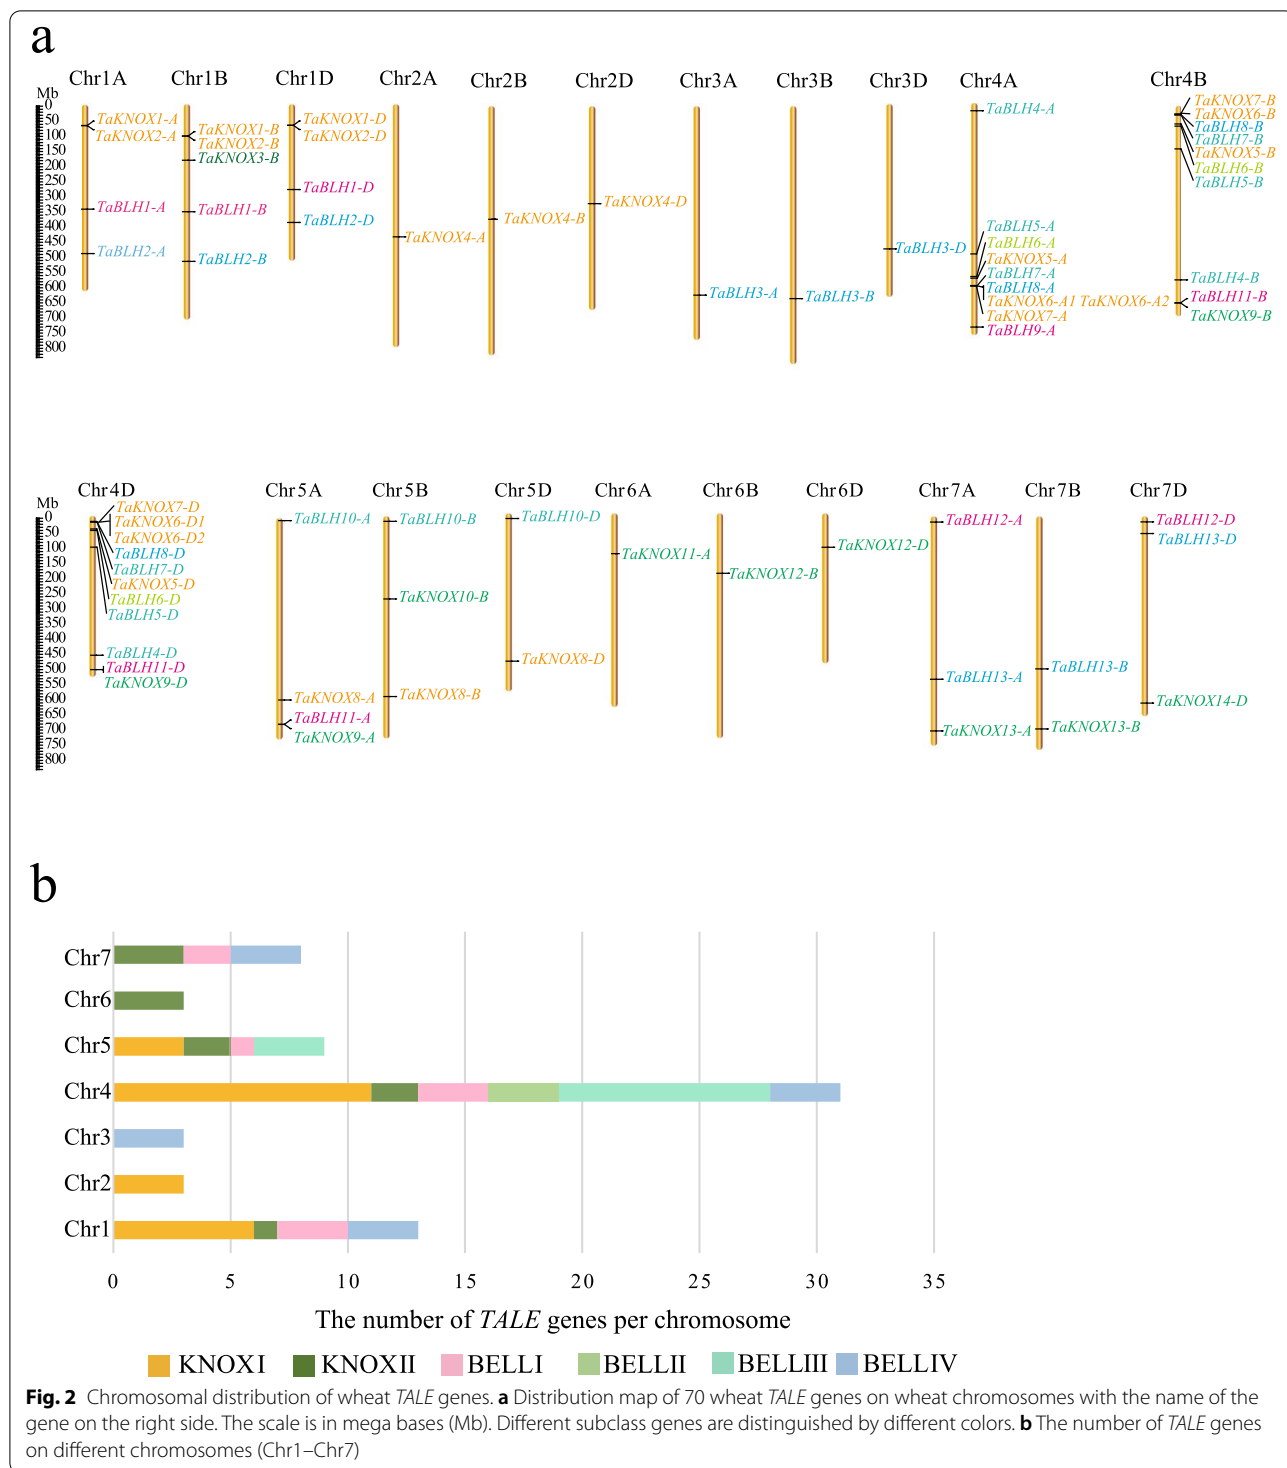 a
Chr1A Chr1B Chr1D Chr2A Chr2B Chr2D Chr3A Chr3B Chr3D Chr4A Chr4B
Mb
0
50
100
150
200
250
300
350
400
450
500
550
600
650
700
750
800
TaKNOX1-A
TaKNOX2-A
TaBLH1-A
TaBLH2-A
TaKNOX1-B
TaKNOX2-B
TaKNOX3-B
TaBLH1-B
TaBLH2-B
TaKNOX1-D
TaKNOX2-D
TaBLH1-D
TaBLH2-D
TaKNOX4-A
TaKNOX4-B
TaKNOX4-D
TaBLH3-A
TaBLH3-B
TaBLH3-D
TaBLH4-A
TaBLH5-A
TaBLH6-A
TaKNOX5-A
TaBLH7-A
TaBLH8-A
TaKNOX6-A1 TaKNOX6-A2
TaKNOX7-A
TaBLH9-A
TaKNOX7-B
TaKNOX6-B
TaBLH8-B
TaBLH7-B
TaKNOX5-B
TaBLH6-B
TaBLH5-B
TaBLH4-B
TaBLH11-B
TaKNOX9-B
Chr4D Chr5A Chr5B Chr5D Chr6A Chr6B Chr6D Chr7A Chr7B Chr7D
Mb
0
50
100
150
200
250
300
350
400
450
500
550
600
650
700
750
800
TaKNOX7-D
TaKNOX6-D1
TaKNOX6-D2
TaBLH8-D
TaBLH7-D
TaKNOX5-D
TaBLH6-D
TaBLH5-D
TaBLH4-D
TaBLH11-D
TaKNOX9-D
TaBLH10-A
TaKNOX8-A
TaBLH11-A
TaKNOX9-A
TaBLH10-B
TaKNOX10-B
TaKNOX8-B
TaBLH10-D
TaKNOX8-D
TaKNOX11-A
TaKNOX12-B
TaKNOX12-D
TaBLH12-A
TaBLH13-A
TaKNOX13-A
TaBLH13-B
TaKNOX13-B
TaBLH12-D
TaBLH13-D
TaKNOX14-D
b
Chr7
Chr6
Chr5
Chr4
Chr3
Chr2
Chr1
0 5 10 15 20 25 30 35
The number of TALE genes per chromosome
KNOXI KNOXII BELLI BELLII BELLIII BELLIV
Fig. 2 Chromosomal distribution of wheat TALE genes. a Distribution map of 70 wheat TALE genes on wheat chromosomes with the name of the
gene on the right side. The scale is in mega bases (Mb). Different subclass genes are distinguished by different colors. b The number of TALE genes
on different chromosomes (Chr1–Chr7)